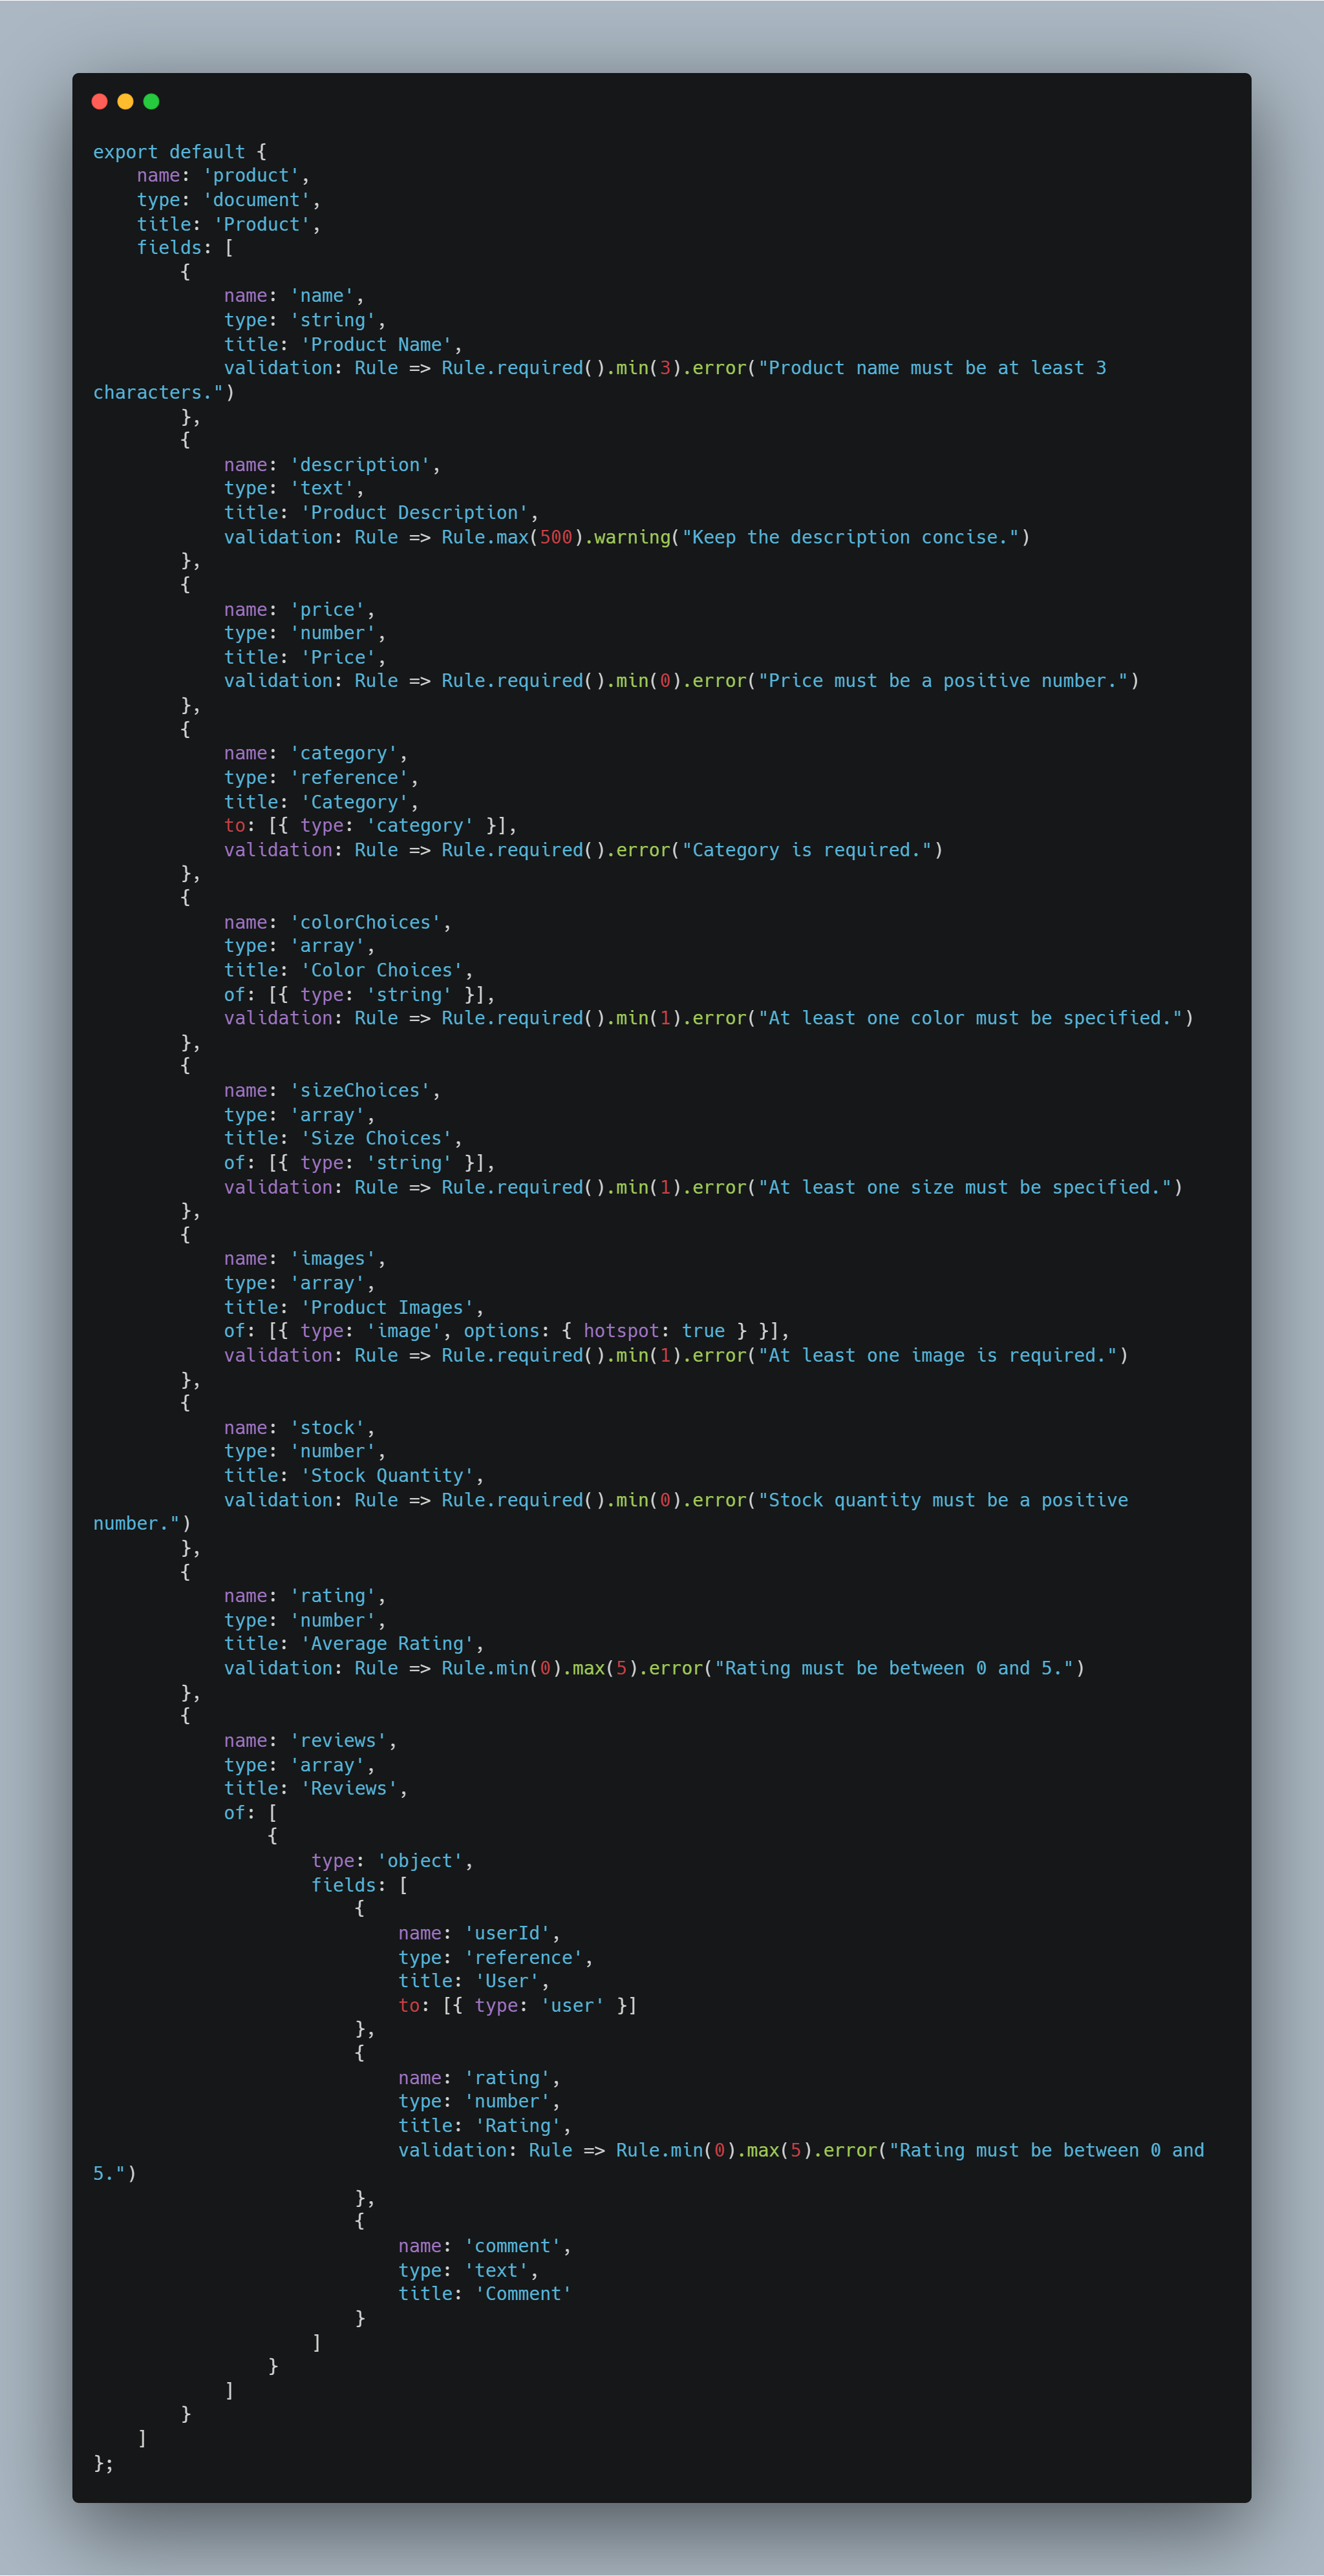 export default {
    name: 'product',
    type: 'document',
    title: 'Product',
    fields: [
        {
            name: 'name',
            type: 'string',
            title: 'Product Name',
            validation: Rule => Rule.required().min(3).error("Product name must be at least 3
characters.")
        },
        {
            name: 'description',
            type: 'text',
            title: 'Product Description',
            validation: Rule => Rule.max(500).warning("Keep the description concise.")
        },
        {
            name: 'price',
            type: 'number',
            title: 'Price',
            validation: Rule => Rule.required().min(0).error("Price must be a positive number.")
        },
        {
            name: 'category',
            type: 'reference',
            title: 'Category',
            to: [{ type: 'category' }],
            validation: Rule => Rule.required().error("Category is required.")
        },
        {
            name: 'colorChoices',
            type: 'array',
            title: 'Color Choices',
            of: [{ type: 'string' }],
            validation: Rule => Rule.required().min(1).error("At least one color must be specified.")
        },
        {
            name: 'sizeChoices',
            type: 'array',
            title: 'Size Choices',
            of: [{ type: 'string' }],
            validation: Rule => Rule.required().min(1).error("At least one size must be specified.")
        },
        {
            name: 'images',
            type: 'array',
            title: 'Product Images',
            of: [{ type: 'image', options: { hotspot: true } }],
            validation: Rule => Rule.required().min(1).error("At least one image is required.")
        },
        {
            name: 'stock',
            type: 'number',
            title: 'Stock Quantity',
            validation: Rule => Rule.required().min(0).error("Stock quantity must be a positive
number.")
        },
        {
            name: 'rating',
            type: 'number',
            title: 'Average Rating',
            validation: Rule => Rule.min(0).max(5).error("Rating must be between 0 and 5.")
        },
        {
            name: 'reviews',
            type: 'array',
            title: 'Reviews',
            of: [
                {
                    type: 'object',
                    fields: [
                        {
                            name: 'userId',
                            type: 'reference',
                            title: 'User',
                            to: [{ type: 'user' }]
                        },
                        {
                            name: 'rating',
                            type: 'number',
                            title: 'Rating',
                            validation: Rule => Rule.min(0).max(5).error("Rating must be between 0 and
5.")
                        },
                        {
                            name: 'comment',
                            type: 'text',
                            title: 'Comment'
                        }
                    ]
                }
            ]
        }
    ]
};